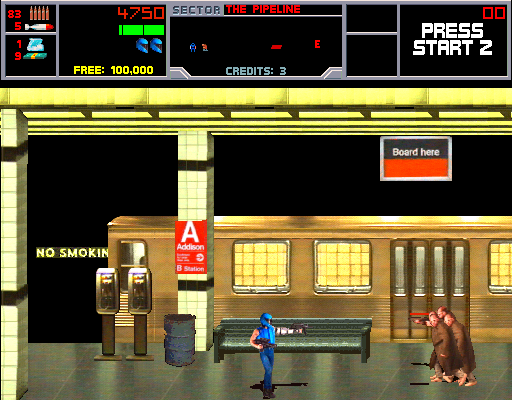 83
5
1
9
4750
FREE: 100,000
SECTOR THE PIPELINE
E
CREDITS: 3
00
PRESS
START 2
Board here
A
Addison
B Station
NO SMOKIN